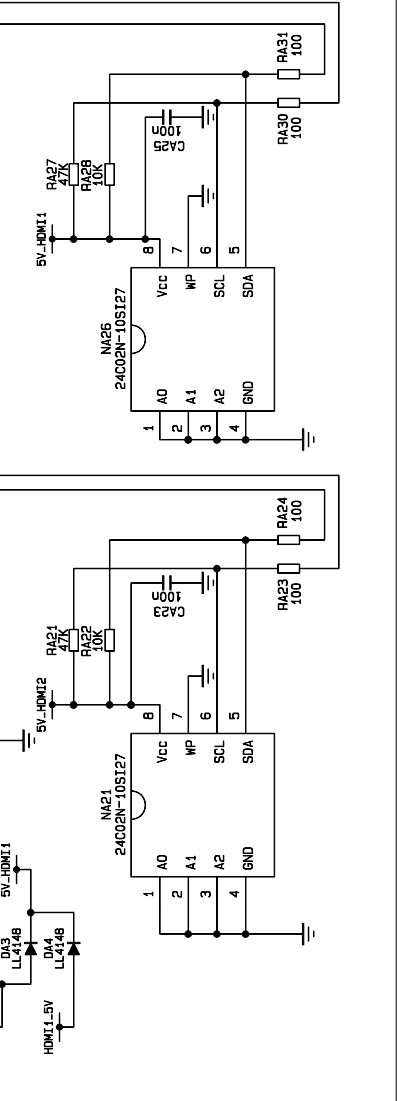 RA31
100
RA30
100
CA25
100n
RA27
47K
RA28
10K
5V_HDMI1
8
7
6
5
Vcc
WP
SCL
SDA
NA26
24C02N-10SI27
A0
A1
A2
GND
1
2
3
4
RA24
100
RA23
100
CA23
100n
RA21
47K
RA22
10K
5V_HDMI2
8
7
6
5
Vcc
WP
SCL
SDA
NA21
24C02N-10SI27
A0
A1
A2
GND
1
2
3
4
5V_HDMI1
DA3
LL4148
DA4
LL4148
HDMI1_5V